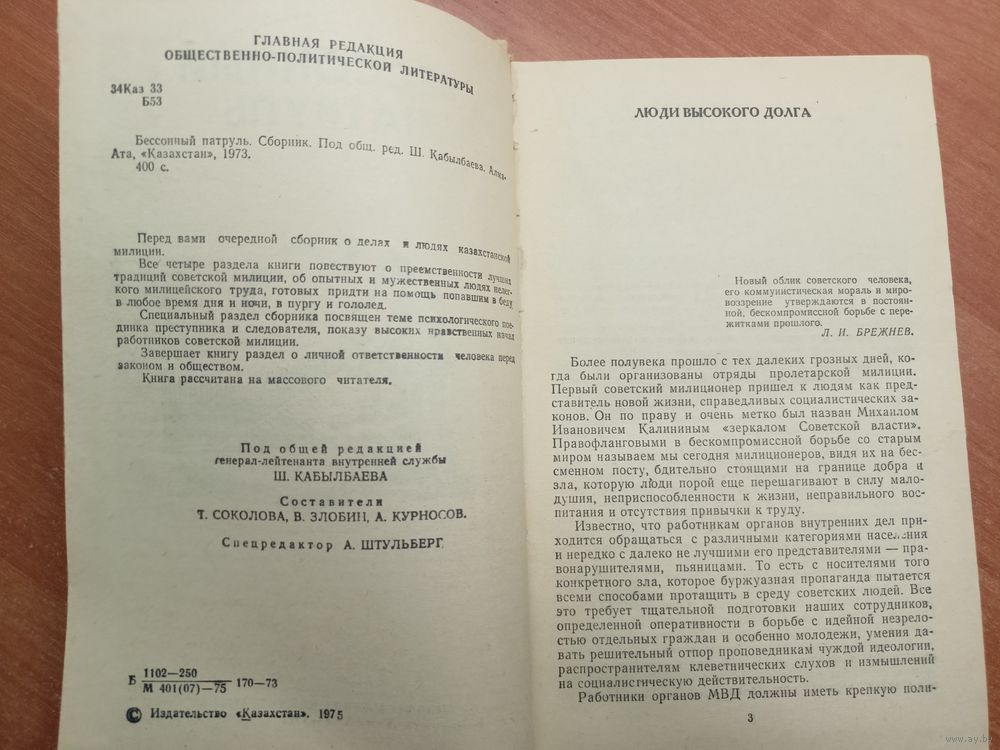 ГЛАВНАЯ РЕДАКЦИЯ
ОБЩЕСТВЕННО-ПОЛИТИЧЕСКОЙ ЛИТЕРАТУРЫ
34Каз 33
Б53
Бессонный патруль. Сборник. Под общ. ред. Ш. Кабылбаева. Алма-
Ата, «Казахстан», 1973.
400 с.
Перед вами очередной сборник о делах и людях казахстанской
милиции.
Все четыре раздела книги повествуют о преемственности лучших
традиций советской милиции, об опытных и мужественных людях нелег-
кого милицейского труда, готовых придти на помощь попавшим в беду
в любое время дня и ночи, в пургу и гололед.
Специальный раздел сборника посвящен теме психологического пое-
динка преступника и следователя, показу высоких нравственных начал
работников советской милиции.
Завершает книгу раздел о личной ответственности человека перед
законом и обществом.
Книга рассчитана на массового читателя.
Под общей редакцией
генерал-лейтенанта внутренней службы
Ш. КАБЫЛБАЕВА
Составители
Т. СОКОЛОВА, В. ЗЛОБИН, А. КУРНОСОВ.
Спецредактор А. ШТУЛЬБЕРГ
Б 1102—250
М 401(07)—75 170—73
© Издательство «Казахстан». 1975
ЛЮДИ ВЫСОКОГО ДОЛГА
Новый облик советского человека,
его коммунистическая мораль и миро-
воззрение утверждаются в постоян-
ной, бескомпромиссной борьбе с пере-
житками прошлого.
Л. И. БРЕЖНЕВ.
Более полувека прошло с тех далеких грозных дней, ко-
гда были организованы отряды пролетарской милиции.
Первый советский милиционер пришел к людям как пред-
ставитель новой жизни, справедливых социалистических за-
конов. Он по праву и очень метко был назван Михаилом
Ивановичем Калининым «зеркалом Советской власти».
Правофланговыми в бескомпромиссной борьбе со старым
миром называем мы сегодня милиционеров, видя их на бес-
сменном посту, бдительно стоящими на границе добра и
зла, которую люди порой еще перешагивают в силу мало-
душия, неприспособленности к жизни, неправильного вос-
питания и отсутствия привычки к труду.
Известно, что работникам органов внутренних дел при-
ходится обращаться с различными категориями населения
и нередко с далеко не лучшими его представителями — пра-
вонарушителями, пьяницами. То есть с носителями того
конкретного зла, которое буржуазная пропаганда пытается
всеми способами протащить в среду советских людей. Все
это требует тщательной подготовки наших сотрудников,
определенной оперативности в борьбе с идейной незрело-
стью отдельных граждан и особенно молодежи, умения да-
вать решительный отпор проповедникам чуждой идеологии,
распространителям клеветнических слухов и измышлений
на социалистическую действительность.
Работники органов МВД должны иметь крепкую поли-
3
www.ay.by